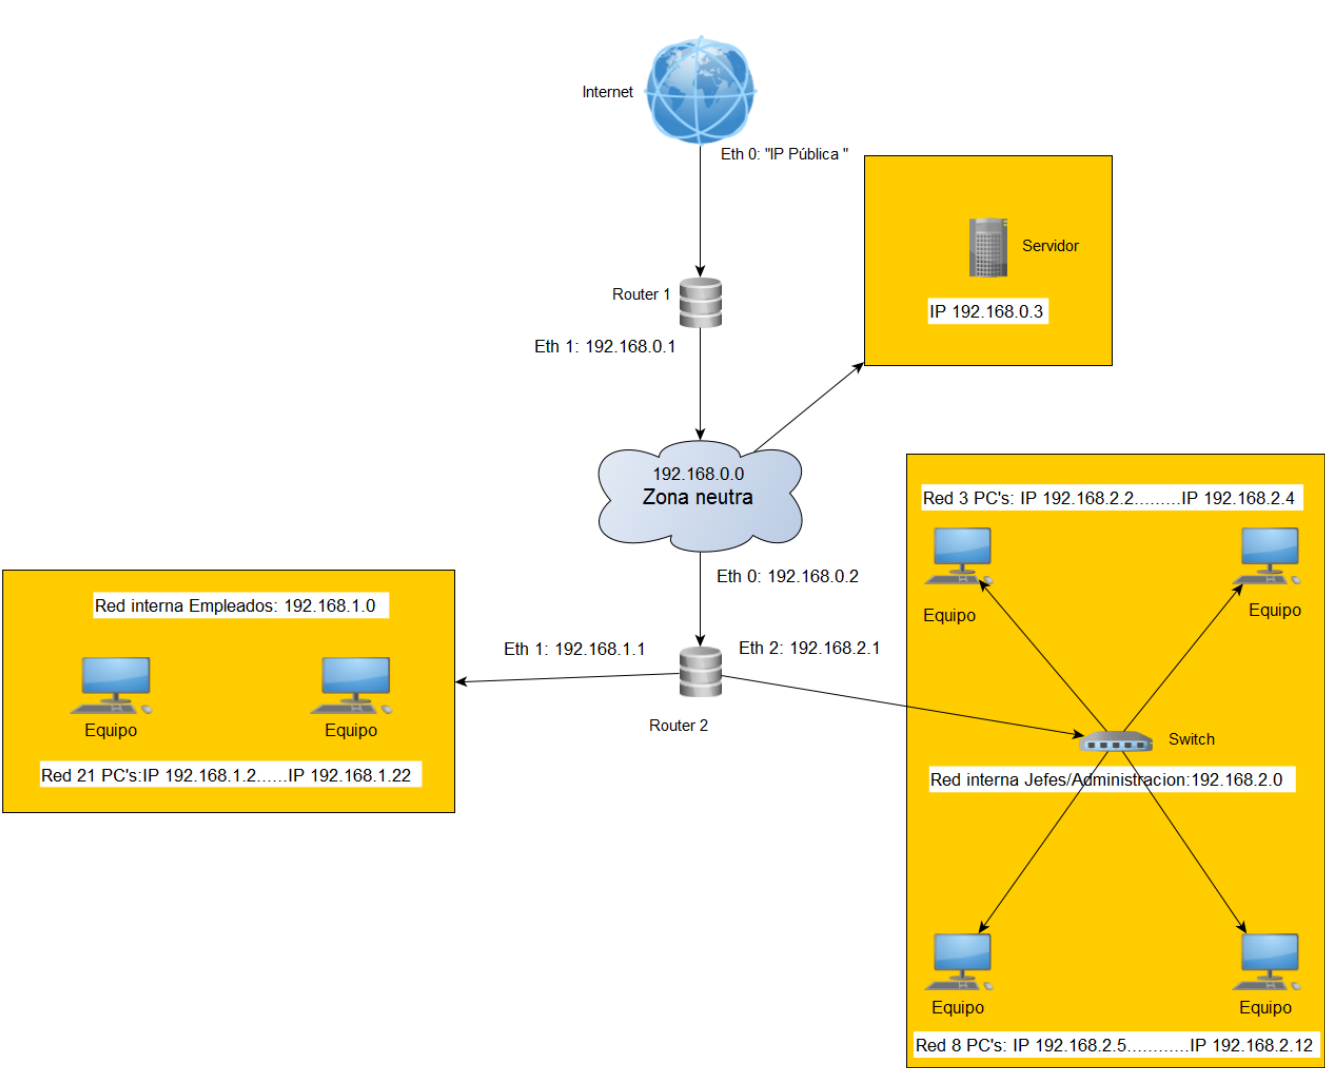 Internet
Eth 0: "IP Pública "
Servidor
Router 1
IP 192.168.0.3
Eth 1: 192.168.0.1
192.168.0.0
Zona neutra
Red 3 PC's: IP 192.168.2.2.........IP 192.168.2.4
Eth 0: 192.168.0.2
Red interna Empleados: 192.168.1.0
Equipo
Equipo
Eth 1: 192.168.1.1
Eth 2: 192.168.2.1
Equipo
Equipo
Router 2
Switch
Red 21 PC's:IP 192.168.1.2......IP 192.168.1.22
Red interna Jefes/Administracion:192.168.2.0
Equipo
Equipo
Red 8 PC's: IP 192.168.2.5............IP 192.168.2.12